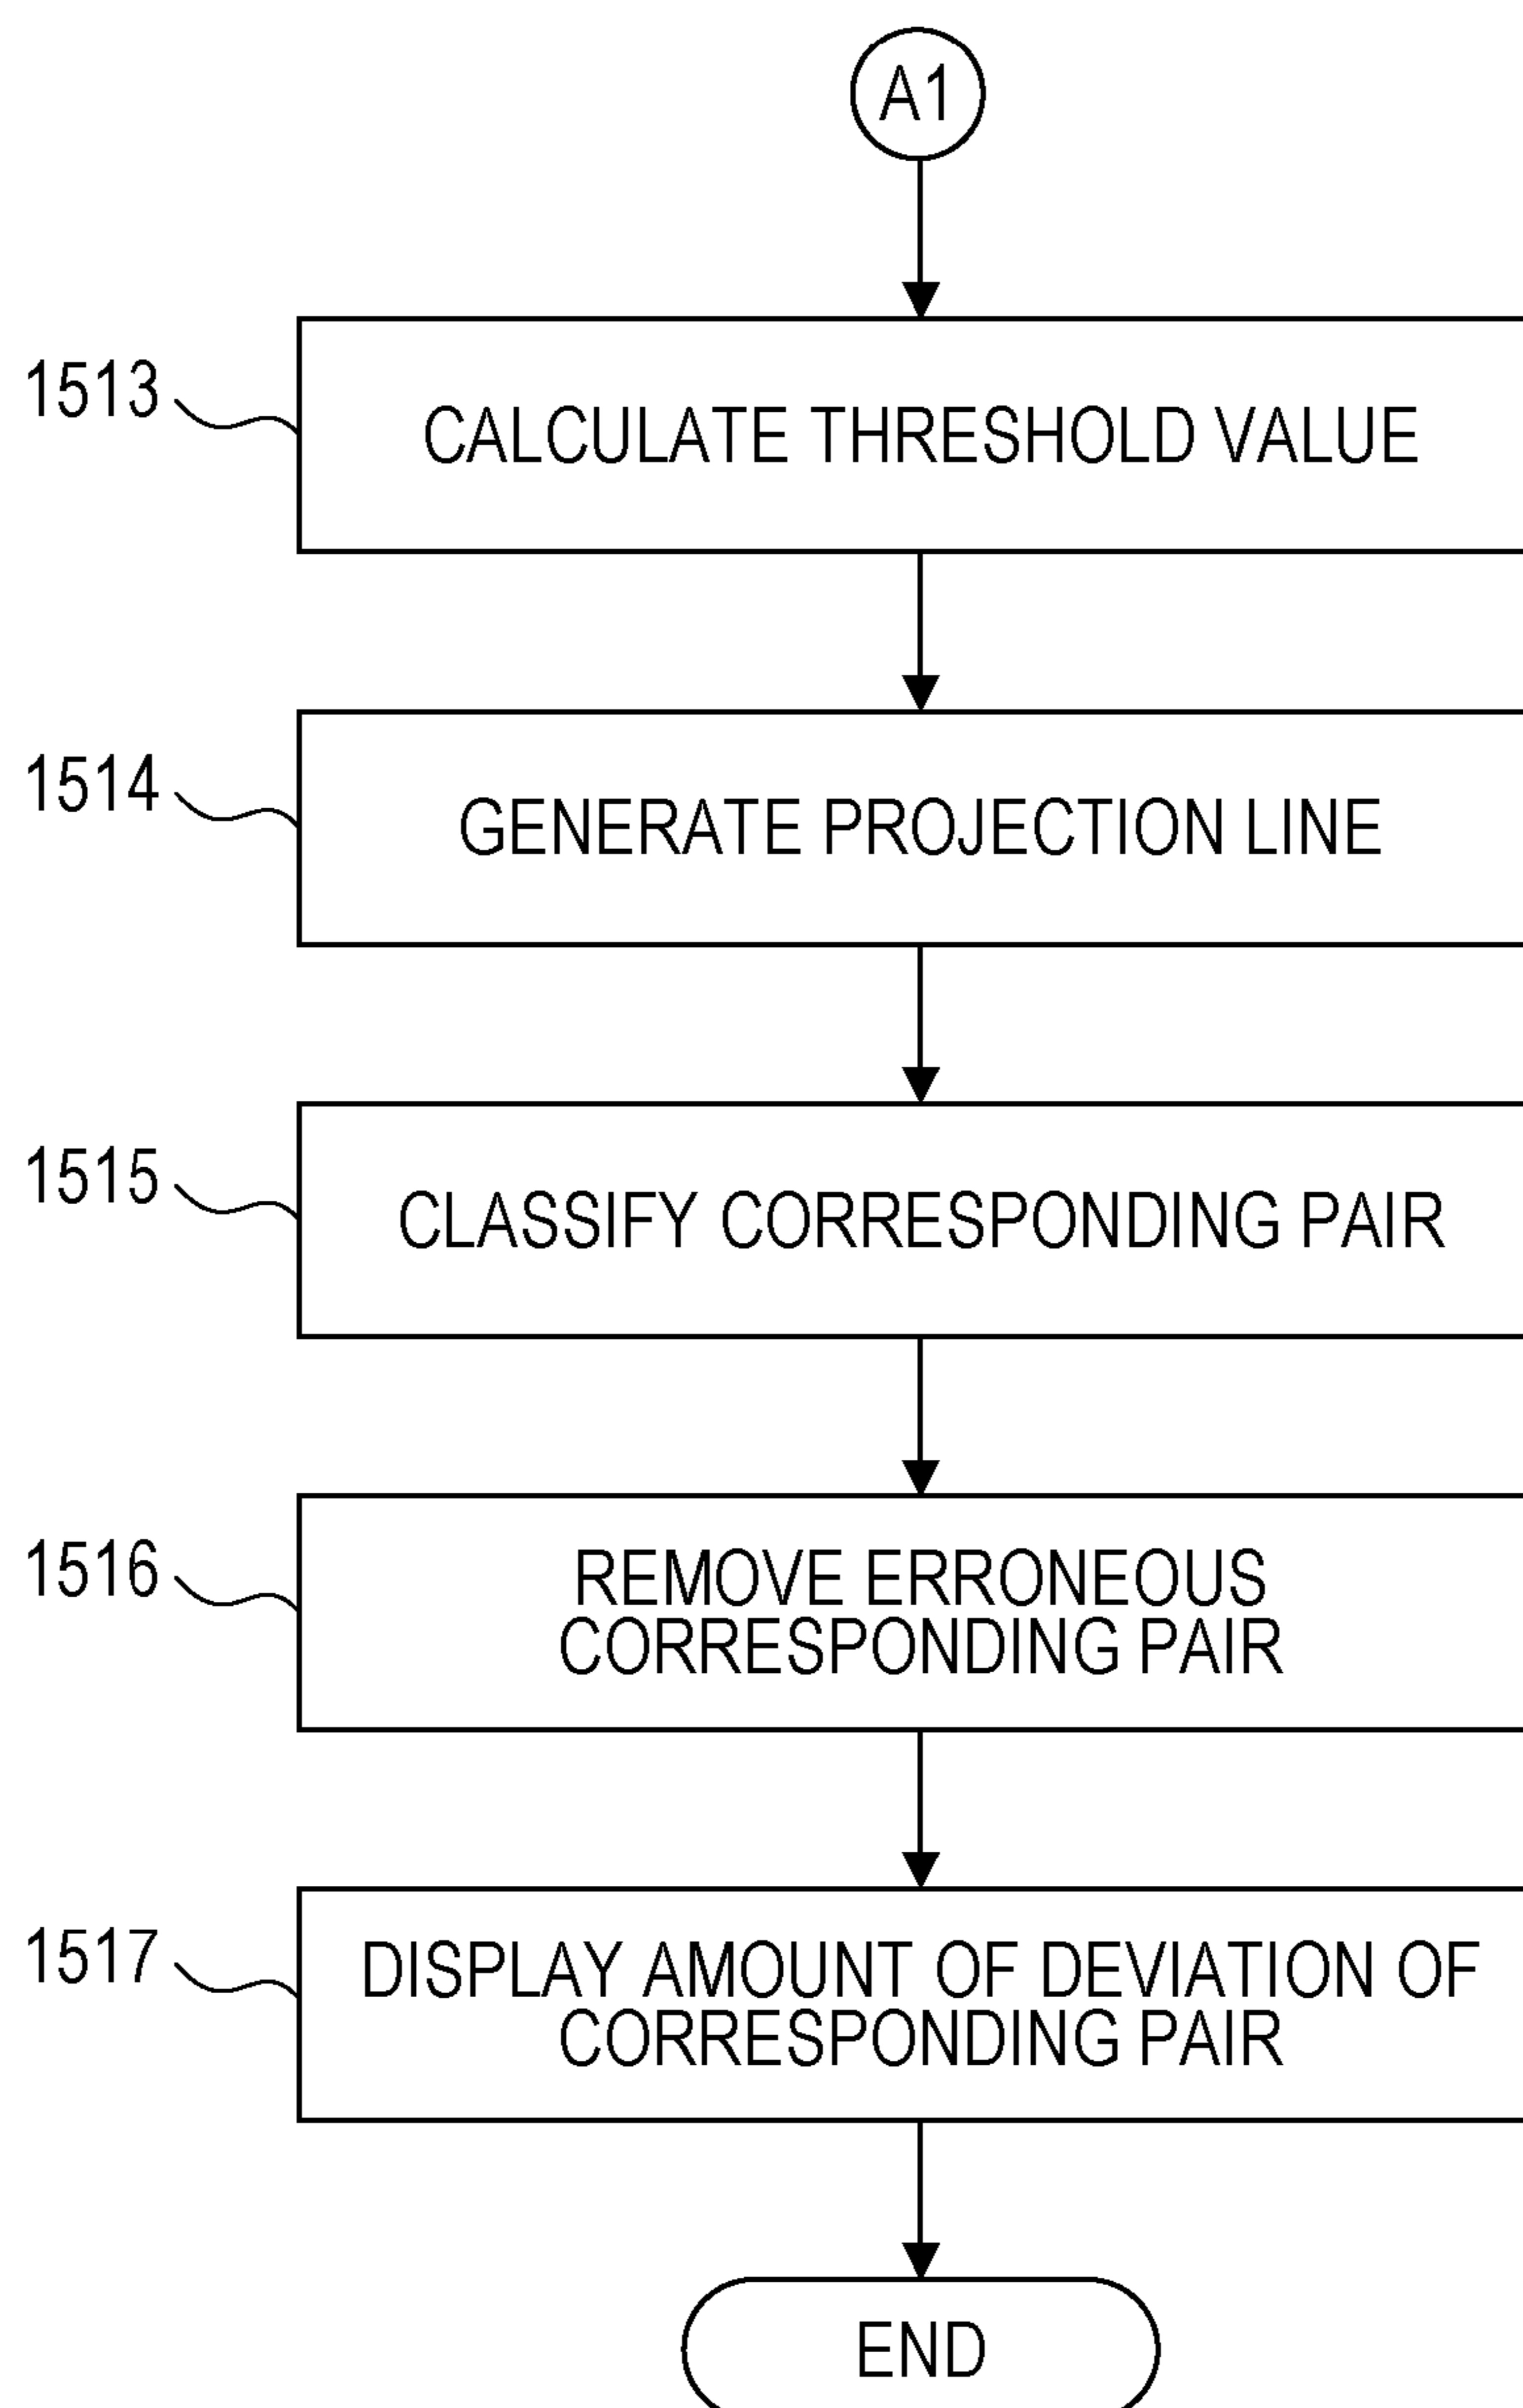 A1
1513
CALCULATE THRESHOLD VALUE
1514
GENERATE PROJECTION LINE
1515
CLASSIFY CORRESPONDING PAIR
1516
REMOVE ERRONEOUS
CORRESPONDING PAIR
1517
DISPLAY AMOUNT OF DEVIATION OF
CORRESPONDING PAIR
END